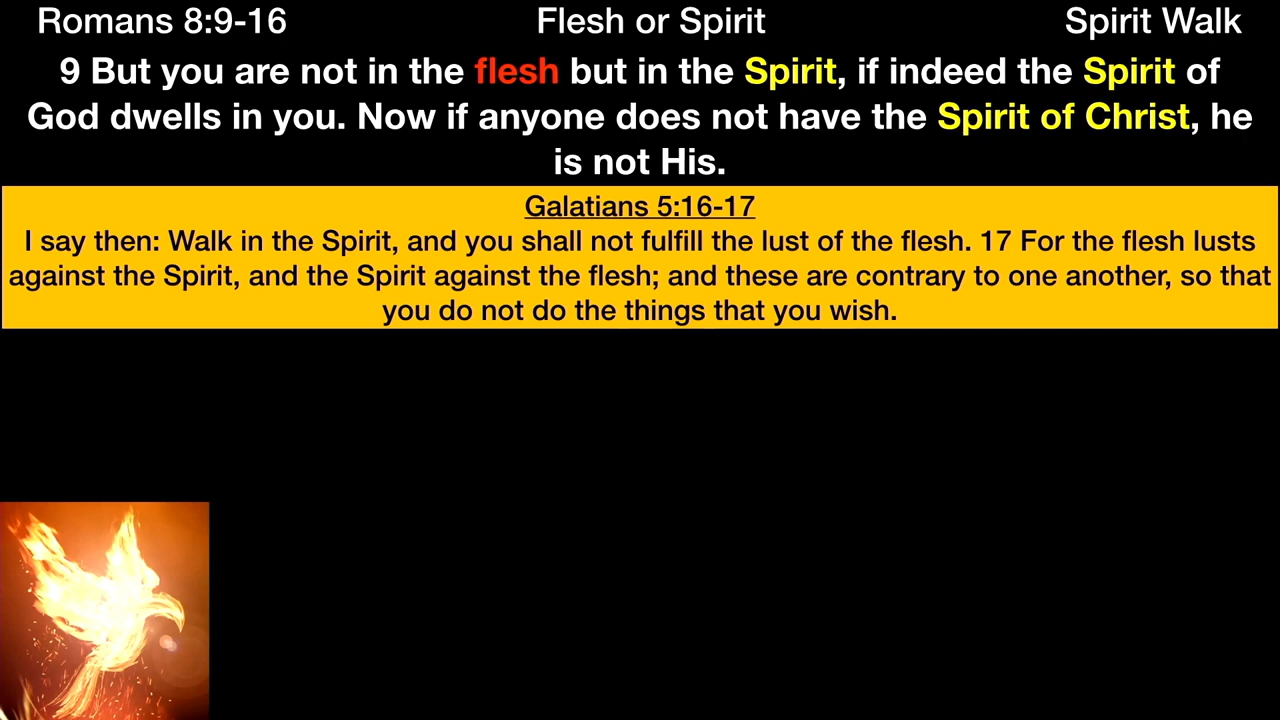 Romans 8:9-16 Flesh or Spirit Spirit Walk
9 But you are not in the flesh but in the Spirit, if indeed the Spirit of
God dwells in you. Now if anyone does not have the Spirit of Christ, he
is not His.
Galatians 5:16-17
I say then: Walk in the Spirit, and you shall not fulfill the lust of the flesh. 17 For the flesh lusts
against the Spirit, and the Spirit against the flesh; and these are contrary to one another, so that
you do not do the things that you wish.